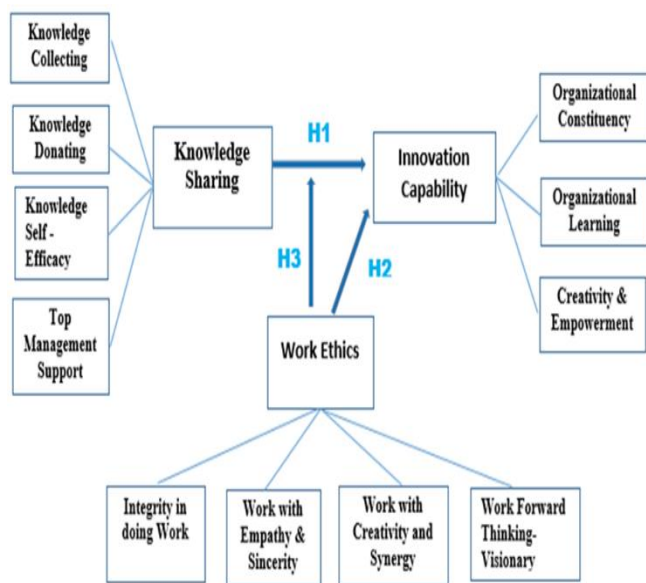 Knowledge
Collecting
Knowledge
Donating
Knowledge
Self -
Efficacy
Top
Management
Support
Knowledge
Sharing
H1
Innovation
Capability
H3
H2
Work Ethics
Organizational
Constituency
Organizational
Learning
Creativity &
Empowerment
Integrity in
doing Work
Work with
Empathy &
Sincerity
Work with
Creativity and
Synergy
Work Forward
Thinking-
Visionary